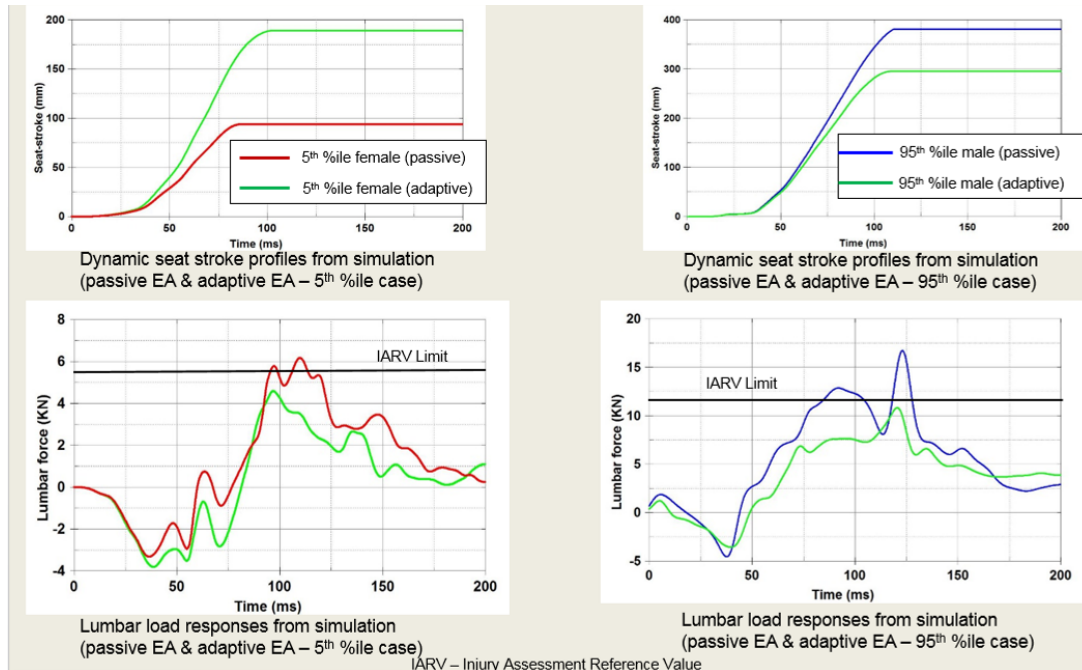 200
150
100
50
0
Seat-stroke (mm)
0
50
100
150
200
Time (ms)
5th %ile female (passive)
5th %ile female (adaptive)
Dynamic seat stroke profiles from simulation
(passive EA & adaptive EA – 5th %ile case)
400
300
200
100
0
Seat-stroke (mm)
0
50
100
150
200
Time (ms)
95th %ile male (passive)
95th %ile male (adaptive)
Dynamic seat stroke profiles from simulation
(passive EA & adaptive EA – 95th %ile case)
8
6
4
2
0
-2
-4
Lumbar force (KN)
IARV Limit
0
50
100
150
200
Time (ms)
Lumbar load responses from simulation
(passive EA & adaptive EA – 5th %ile case)
20
15
10
5
0
-5
Lumbar force (KN)
IARV Limit
0
50
100
150
200
Time (ms)
Lumbar load responses from simulation
(passive EA & adaptive EA – 95th %ile case)
IARV – Injury Assessment Reference Value